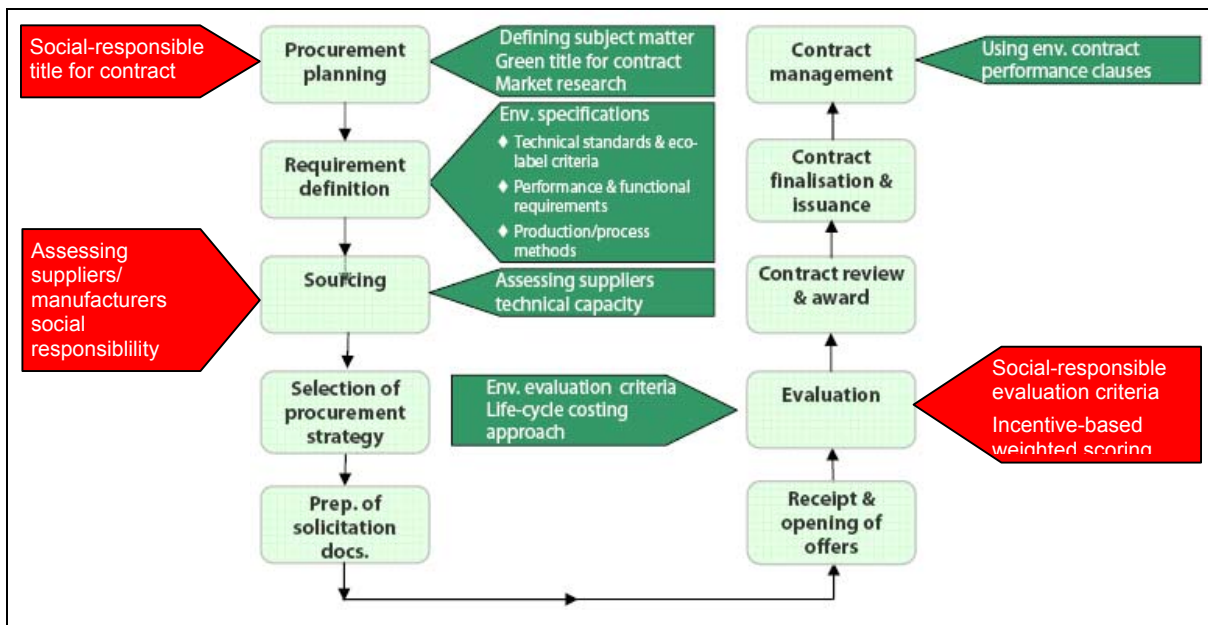 Social-responsible
title for contract
Procurement
planning
Defining subject matter
Green title for contract
Market research
Contract
management
Using env. contract
performance clauses
Requirement
definition
Env. specifications
♦ Technical standards & eco-
label criteria
♦ Performance & functional
requirements
♦ Production/process
methods
Contract
finalisation &
issuance
Assessing
suppliers/
manufacturers
social
responsiblility
Sourcing
Assessing suppliers
technical capacity
Contract review
& award
Selection of
procurement
strategy
Env. evaluation criteria
Life-cycle costing
approach
Evaluation
Social-responsible
evaluation criteria
Incentive-based
weighted scoring
Prep. of
solicitation
docs.
Receipt &
opening of
offers